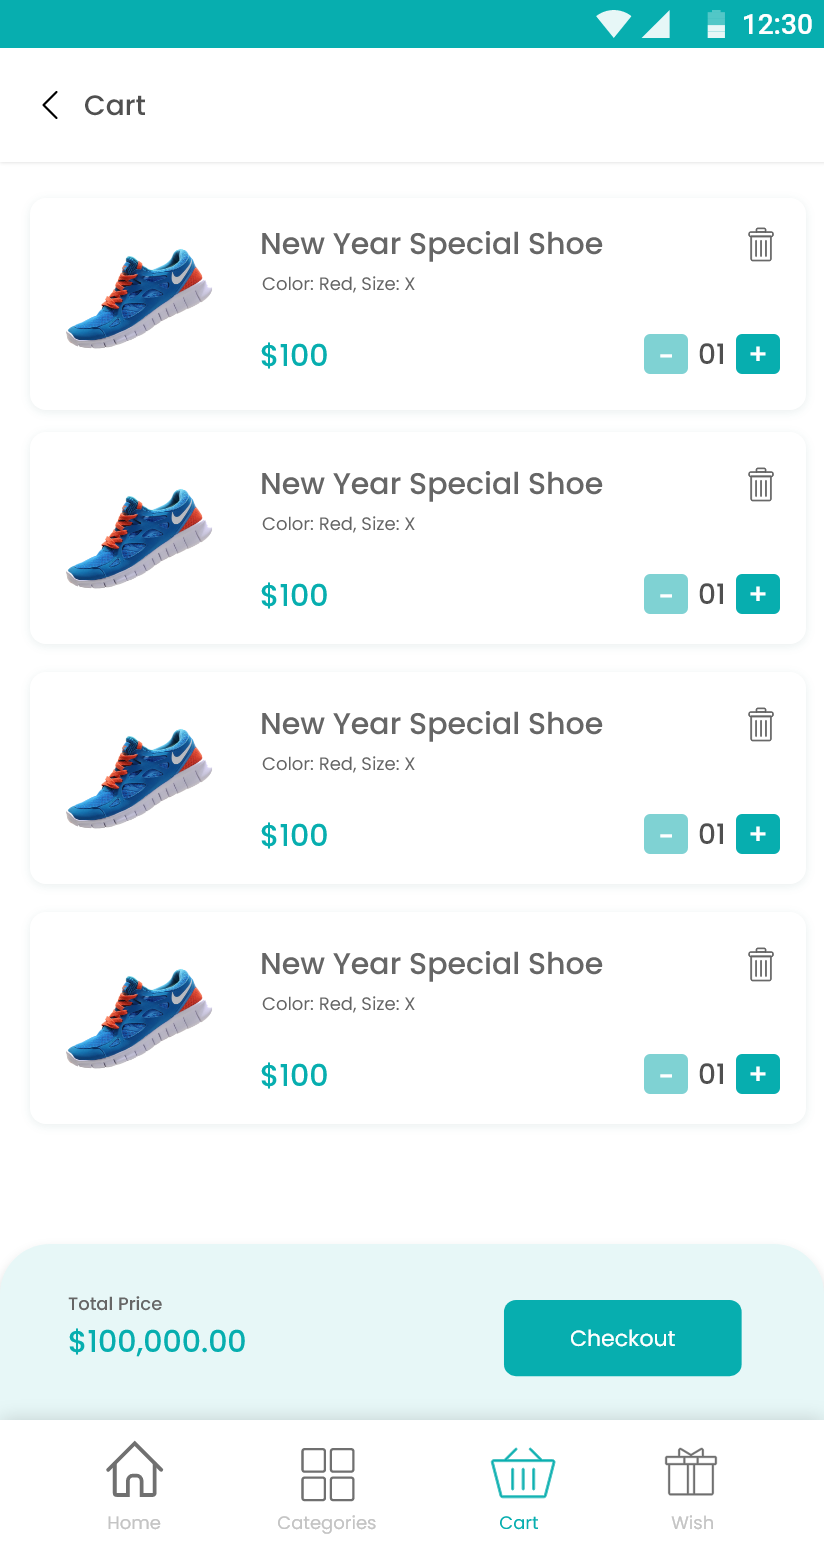 12:30
Cart
New Year Special Shoe
Color: Red, Size: X
$100
- 01 +
New Year Special Shoe
Color: Red, Size: X
$100
- 01 +
New Year Special Shoe
Color: Red, Size: X
$100
- 01 +
New Year Special Shoe
Color: Red, Size: X
$100
- 01 +
Total Price
$100,000.00
Checkout
Home
Categories
Cart
Wish